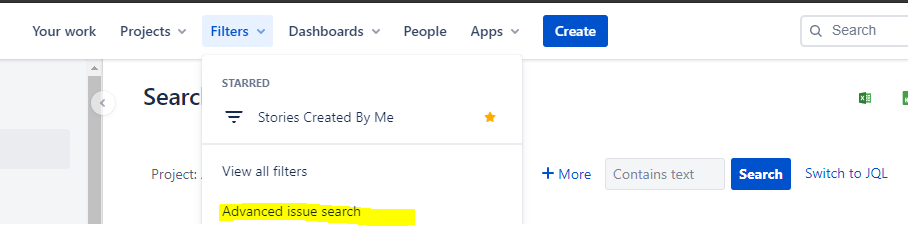 Your work Projects Filters Dashboards People Apps Create Search
STARRED
Searc
Stories Created By Me
View all filters
Project:
+ More Contains text Search Switch to JQL
Advanced issue search